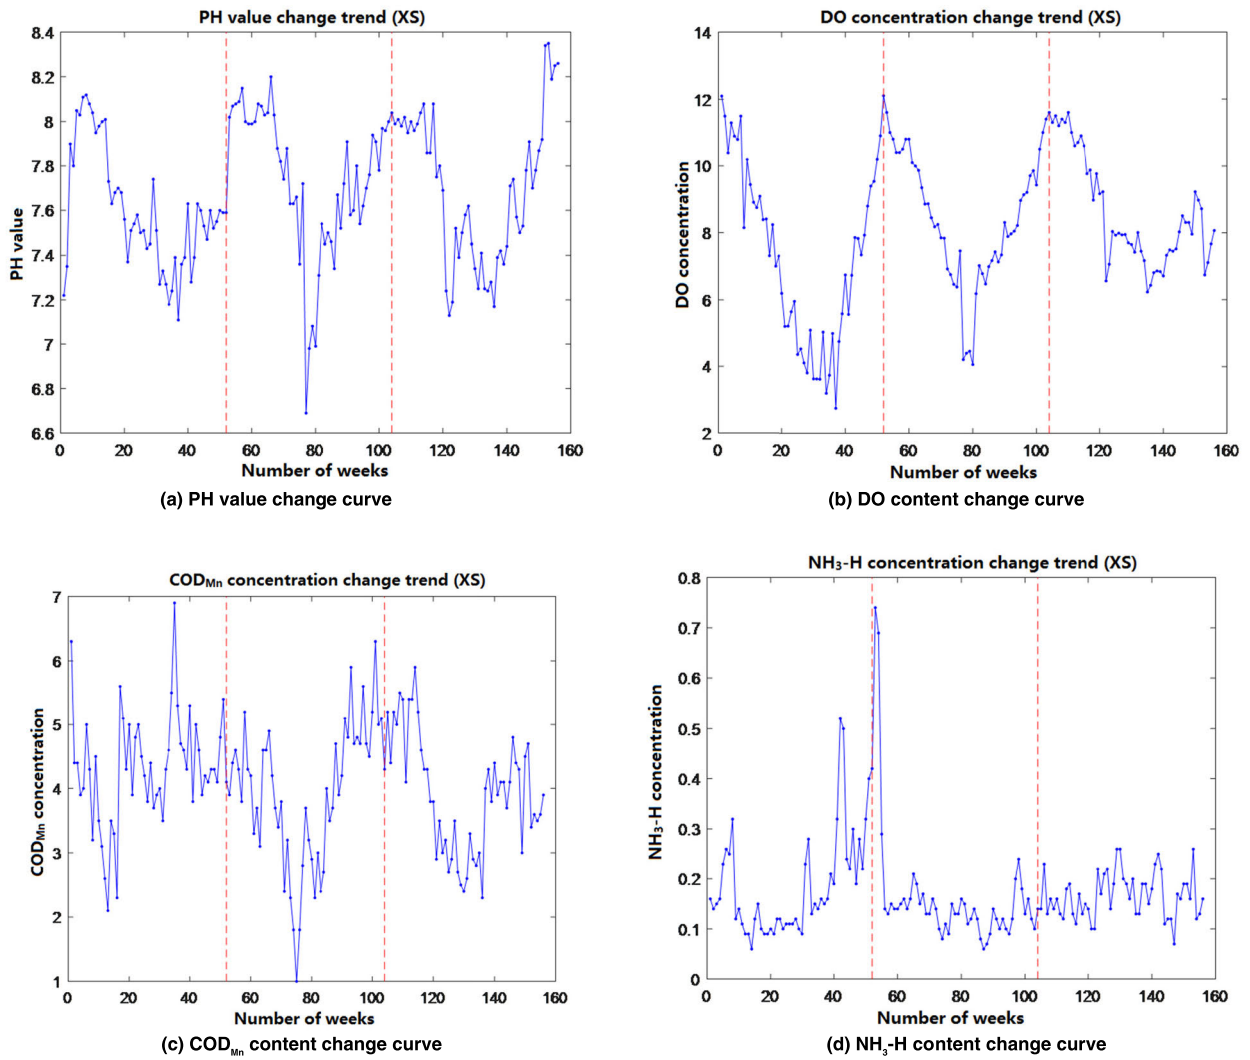 PH value change trend (XS)
8.4
8.2
8
7.8
7.6
7.4
7.2
7
6.8
6.6
PH value
0 20 40 60 80 100 120 140 160
Number of weeks
(a) PH value change curve
DO concentration change trend (XS)
14
12
10
8
6
4
2
DO concentration
0 20 40 60 80 100 120 140 160
Number of weeks
(b) DO content change curve
COD_Mn concentration change trend (XS)
7
6
5
4
3
2
1
COD_Mn concentration
0 20 40 60 80 100 120 140 160
Number of weeks
(c) COD_Mn content change curve
NH₃-H concentration change trend (XS)
0.8
0.7
0.6
0.5
0.4
0.3
0.2
0.1
0
NH₃-H concentration
0 20 40 60 80 100 120 140 160
Number of weeks
(d) NH₃-H content change curve